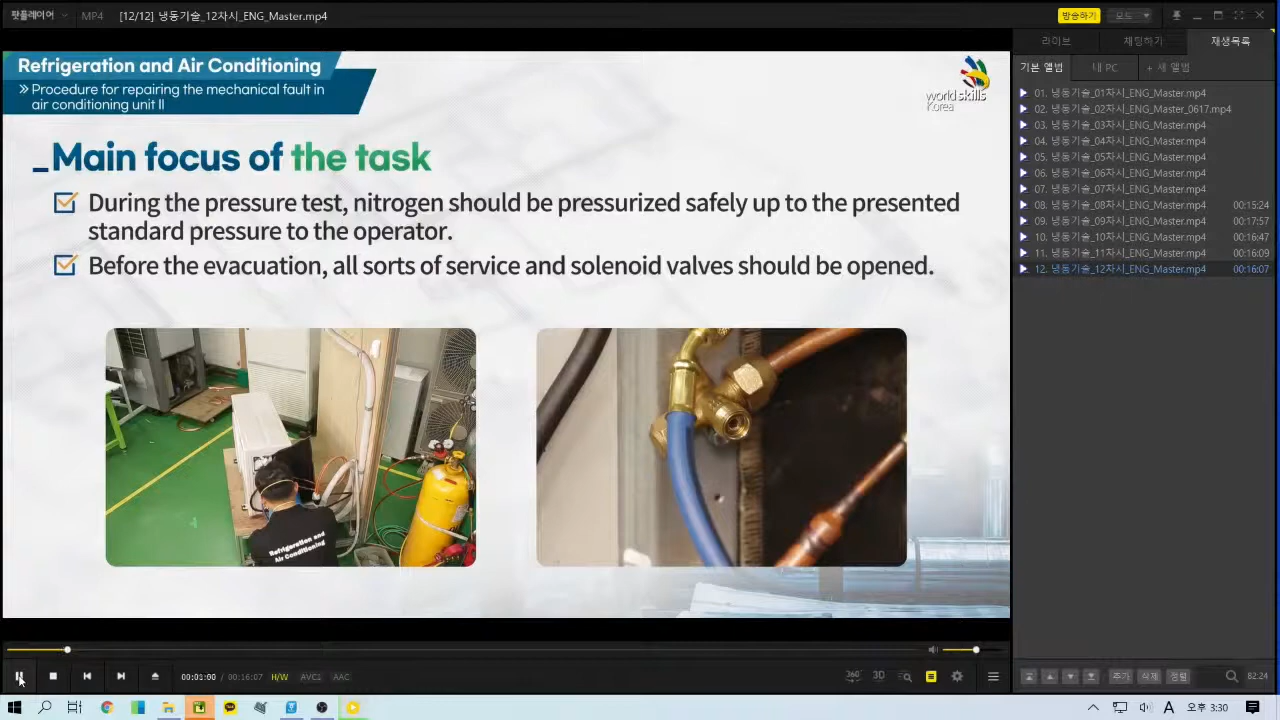 팟플레이어 MP4 [12/12] 냉동기술_12차시_ENG_Master.mp4
방송하기 모드
라이브 채팅하기 재생목록
기본 앨범 내 PC + 새 앨범
Refrigeration and Air Conditioning
» Procedure for repairing the mechanical fault in
air conditioning unit II
world skills
Korea
Main focus of the task
During the pressure test, nitrogen should be pressurized safely up to the presented
standard pressure to the operator.
Before the evacuation, all sorts of service and solenoid valves should be opened.
Refrigeration and
Air Conditioning
01. 냉동기술_01차시_ENG_Master.mp4
02. 냉동기술_02차시_ENG_Master_0617.mp4
03. 냉동기술_03차시_ENG_Master.mp4
04. 냉동기술_04차시_ENG_Master.mp4
05. 냉동기술_05차시_ENG_Master.mp4
06. 냉동기술_06차시_ENG_Master.mp4
07. 냉동기술_07차시_ENG_Master.mp4
08. 냉동기술_08차시_ENG_Master.mp4 00:15:24
09. 냉동기술_09차시_ENG_Master.mp4 00:17:57
10. 냉동기술_10차시_ENG_Master.mp4 00:16:47
11. 냉동기술_11차시_ENG_Master.mp4 00:16:09
12. 냉동기술_12차시_ENG_Master.mp4 00:16:07
00:01:00 / 00:16:07 H/W AVC1 AAC
360° 3D
추가 삭제 정렬 82:24
A 오후 3:30